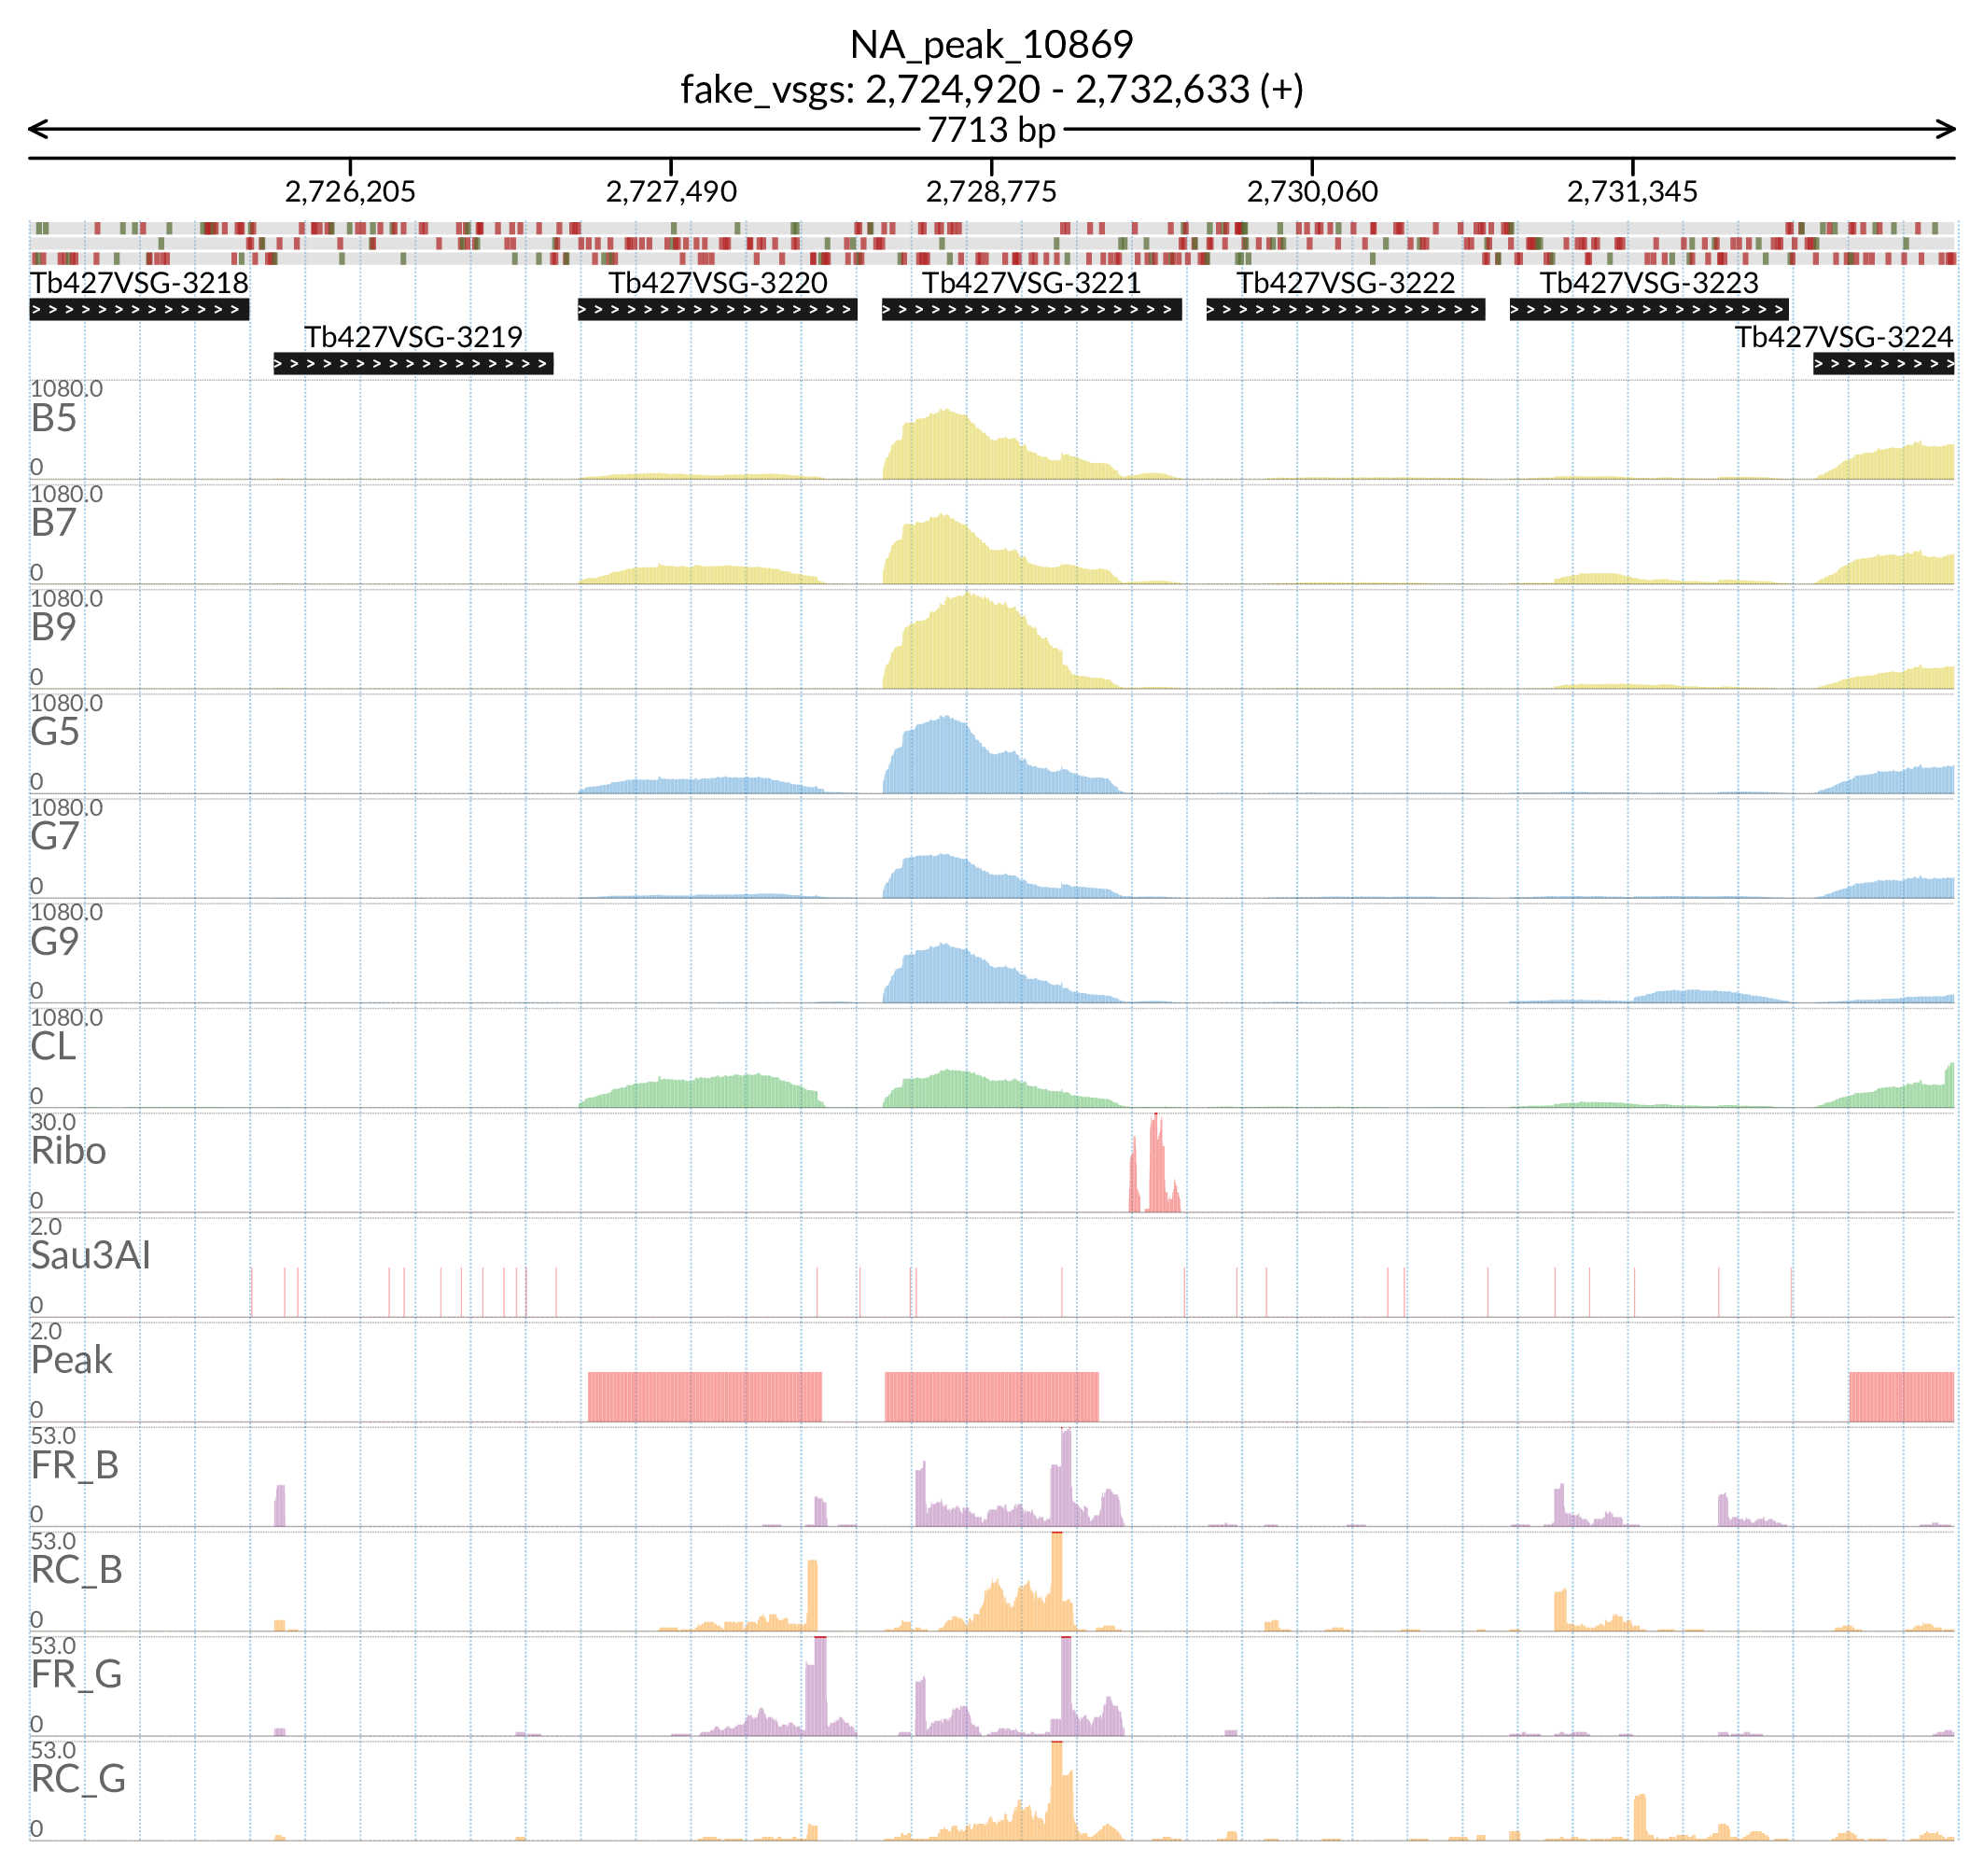 NA_peak_10869
fake_vsgs: 2,724,920 - 2,732,633 (+)
7713 bp
2,726,205 2,727,490 2,728,775 2,730,060 2,731,345
Tb427VSG-3218 Tb427VSG-3220 Tb427VSG-3221 Tb427VSG-3222 Tb427VSG-3223
Tb427VSG-3219 Tb427VSG-3224
1080.0
B5
0
1080.0
B7
0
1080.0
B9
0
1080.0
G5
0
1080.0
G7
0
1080.0
G9
0
1080.0
CL
0
30.0
Ribo
0
2.0
Sau3AI
0
2.0
Peak
0
53.0
FR_B
0
53.0
RC_B
0
53.0
FR_G
0
53.0
RC_G
0